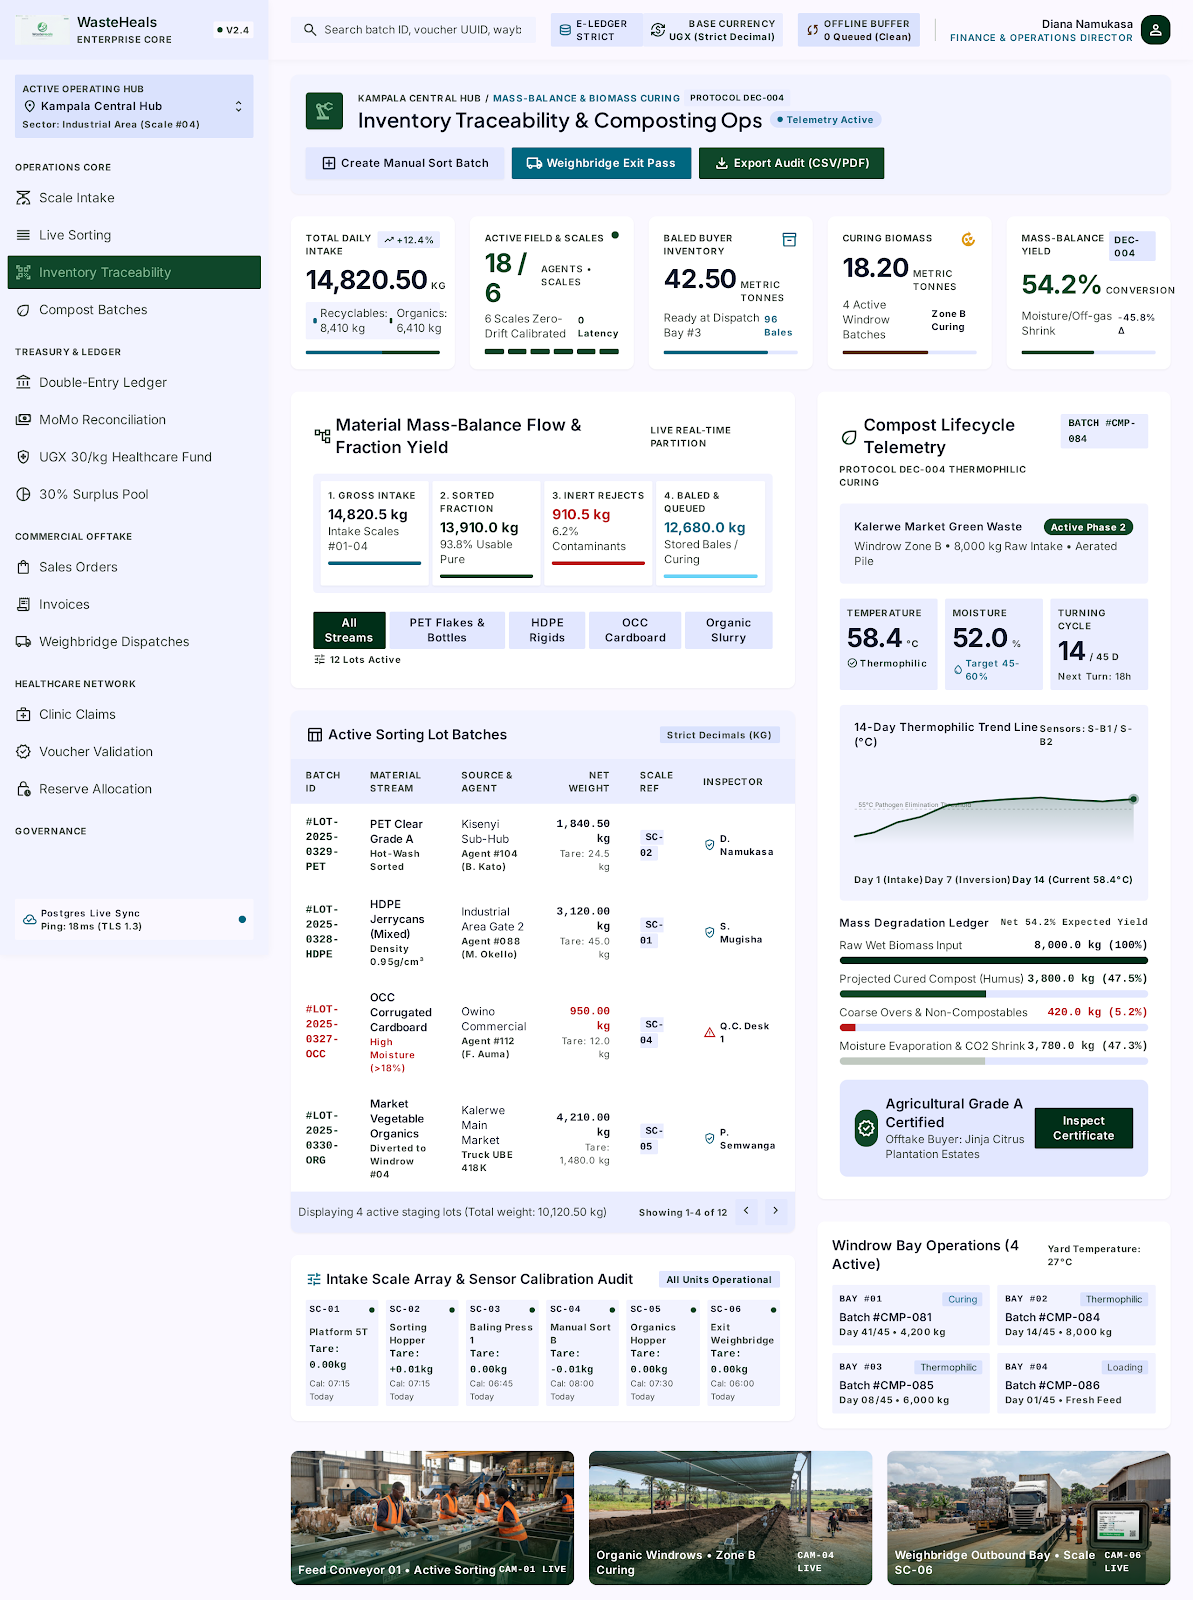 WasteHeals
ENTERPRISE CORE
V2.4
Search batch ID, voucher UUID, wayb
E-LEDGER
STRICT
BASE CURRENCY
UGX (Strict Decimal)
OFFLINE BUFFER
0 Queued (Clean)
Diana Namukasa
FINANCE & OPERATIONS DIRECTOR
ACTIVE OPERATING HUB
Kampala Central Hub
Sector: Industrial Area (Scale #04)
OPERATIONS CORE
Scale Intake
Live Sorting
Inventory Traceability
Compost Batches
TREASURY & LEDGER
Double-Entry Ledger
MoMo Reconciliation
UGX 30/kg Healthcare Fund
30% Surplus Pool
COMMERCIAL OFFTAKE
Sales Orders
Invoices
Weighbridge Dispatches
HEALTHCARE NETWORK
Clinic Claims
Voucher Validation
Reserve Allocation
GOVERNANCE
Postgres Live Sync
Ping: 18ms (TLS 1.3)
KAMPALA CENTRAL HUB / MASS-BALANCE & BIOMASS CURING PROTOCOL DEC-004
Inventory Traceability & Composting Ops
Telemetry Active
Create Manual Sort Batch
Weighbridge Exit Pass
Export Audit (CSV/PDF)
TOTAL DAILY
INTAKE
+12.4%
14,820.50 KG
Recyclables:
8,410 kg
Organics:
6,410 kg
ACTIVE FIELD & SCALES
18 /
6
AGENTS •
SCALES
6 Scales Zero-
Drift Calibrated
0
Latency
BALED BUYER
INVENTORY
42.50 METRIC
TONNES
Ready at Dispatch
Bay #3
96
Bales
CURING BIOMASS
18.20 METRIC
TONNES
4 Active
Windrow
Batches
Zone B
Curing
MASS-BALANCE
YIELD
DEC-
004
54.2% CONVERSION
Moisture/Off-gas
Shrink
-45.8%
Δ
Material Mass-Balance Flow &
Fraction Yield
LIVE REAL-TIME
PARTITION
1. GROSS INTAKE
14,820.5 kg
Intake Scales
#01-04
2. SORTED
FRACTION
13,910.0 kg
93.8% Usable
Pure
3. INERT REJECTS
910.5 kg
6.2%
Contaminants
4. BALED &
QUEUED
12,680.0 kg
Stored Bales /
Curing
All
Streams
PET Flakes &
Bottles
HDPE
Rigids
OCC
Cardboard
Organic
Slurry
12 Lots Active
Active Sorting Lot Batches
Strict Decimals (KG)
BATCH
ID
MATERIAL
STREAM
SOURCE &
AGENT
NET
WEIGHT
SCALE
REF
INSPECTOR
#LOT-
2025-
0329-
PET
PET Clear
Grade A
Hot-Wash
Sorted
Kisenyi
Sub-Hub
Agent #104
(B. Kato)
1,840.50
kg
Tare: 24.5
kg
SC-
02
D.
Namukasa
#LOT-
2025-
0328-
HDPE
HDPE
Jerrycans
(Mixed)
Density
0.95g/cm³
Industrial
Area Gate 2
Agent #088
(M. Okello)
3,120.00
kg
Tare: 45.0
kg
SC-
01
S.
Mugisha
#LOT-
2025-
0327-
OCC
OCC
Corrugated
Cardboard
High
Moisture
(>18%)
Owino
Commercial
Agent #112
(F. Auma)
950.00
kg
Tare: 12.0
kg
SC-
04
Q.C. Desk
1
#LOT-
2025-
0330-
ORG
Market
Vegetable
Organics
Diverted to
Windrow
#04
Kalerwe
Main
Market
Truck UBE
418K
4,210.00
kg
Tare:
1,480.0 kg
SC-
05
P.
Semwanga
Displaying 4 active staging lots (Total weight: 10,120.50 kg)
Showing 1-4 of 12
Intake Scale Array & Sensor Calibration Audit
All Units Operational
SC-01
Platform 5T
Tare:
0.00kg
Cal: 07:15
Today
SC-02
Sorting
Hopper
Tare:
+0.01kg
Cal: 07:15
Today
SC-03
Baling Press
1
Tare:
0.00kg
Cal: 06:45
Today
SC-04
Manual Sort
B
Tare:
-0.01kg
Cal: 08:00
Today
SC-05
Organics
Hopper
Tare:
0.00kg
Cal: 07:30
Today
SC-06
Exit
Weighbridge
Tare:
0.00kg
Cal: 06:00
Today
Compost Lifecycle
Telemetry
BATCH #CMP-
084
PROTOCOL DEC-004 THERMOPHILIC
CURING
Kalerwe Market Green Waste
Active Phase 2
Windrow Zone B • 8,000 kg Raw Intake • Aerated
Pile
TEMPERATURE
58.4 °C
Thermophilic
MOISTURE
52.0 %
Target 45-
60%
TURNING
CYCLE
14 / 45 D
Next Turn: 18h
14-Day Thermophilic Trend Line
(°C)
Sensors: S-B1 / S-
B2
55°C Pathogen Elimination Threshold
Day 1 (Intake)
Day 7 (Inversion)
Day 14 (Current 58.4°C)
Mass Degradation Ledger
Net 54.2% Expected Yield
Raw Wet Biomass Input
8,000.0 kg (100%)
Projected Cured Compost (Humus)
3,800.0 kg (47.5%)
Coarse Overs & Non-Compostables
420.0 kg (5.2%)
Moisture Evaporation & CO2 Shrink
3,780.0 kg (47.3%)
Agricultural Grade A
Certified
Offtake Buyer: Jinja Citrus
Plantation Estates
Inspect
Certificate
Windrow Bay Operations (4
Active)
Yard Temperature:
27°C
BAY #01
Curing
Batch #CMP-081
Day 41/45 • 4,200 kg
BAY #02
Thermophilic
Batch #CMP-084
Day 14/45 • 8,000 kg
BAY #03
Thermophilic
Batch #CMP-085
Day 08/45 • 6,000 kg
BAY #04
Loading
Batch #CMP-086
Day 01/45 • Fresh Feed
Feed Conveyor 01 • Active Sorting
CAM-01 LIVE
Organic Windrows • Zone B
Curing
CAM-04
LIVE
Weighbridge Outbound Bay • Scale
SC-06
CAM-06
LIVE